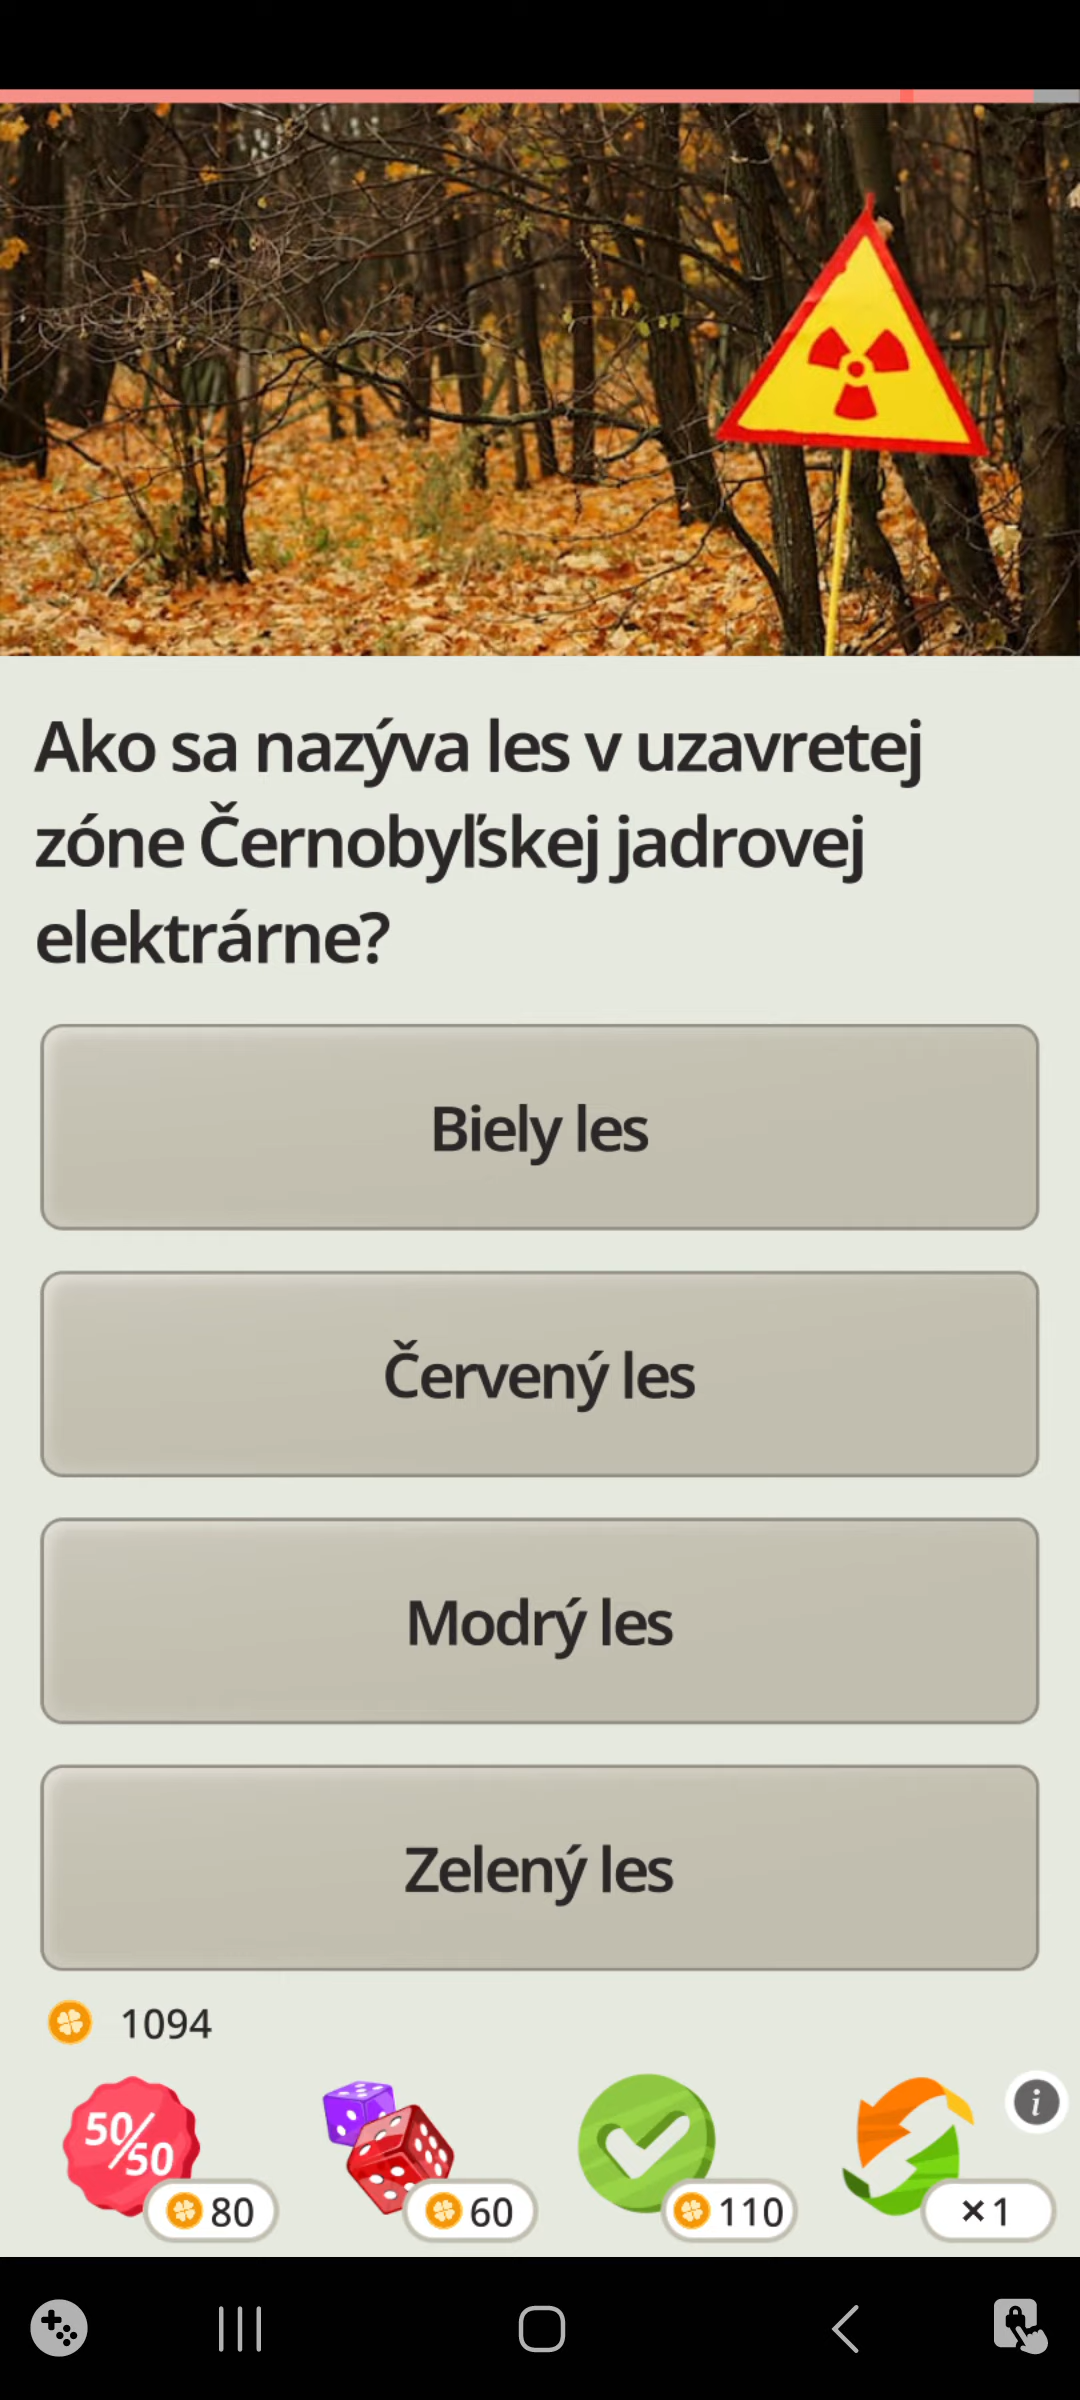 Ako sa nazýva les v uzavretej
zóne Černobyľskej jadrovej
elektrárne?
Biely les
Červený les
Modrý les
Zelený les
1094
50/50
80
60
110
×1
i